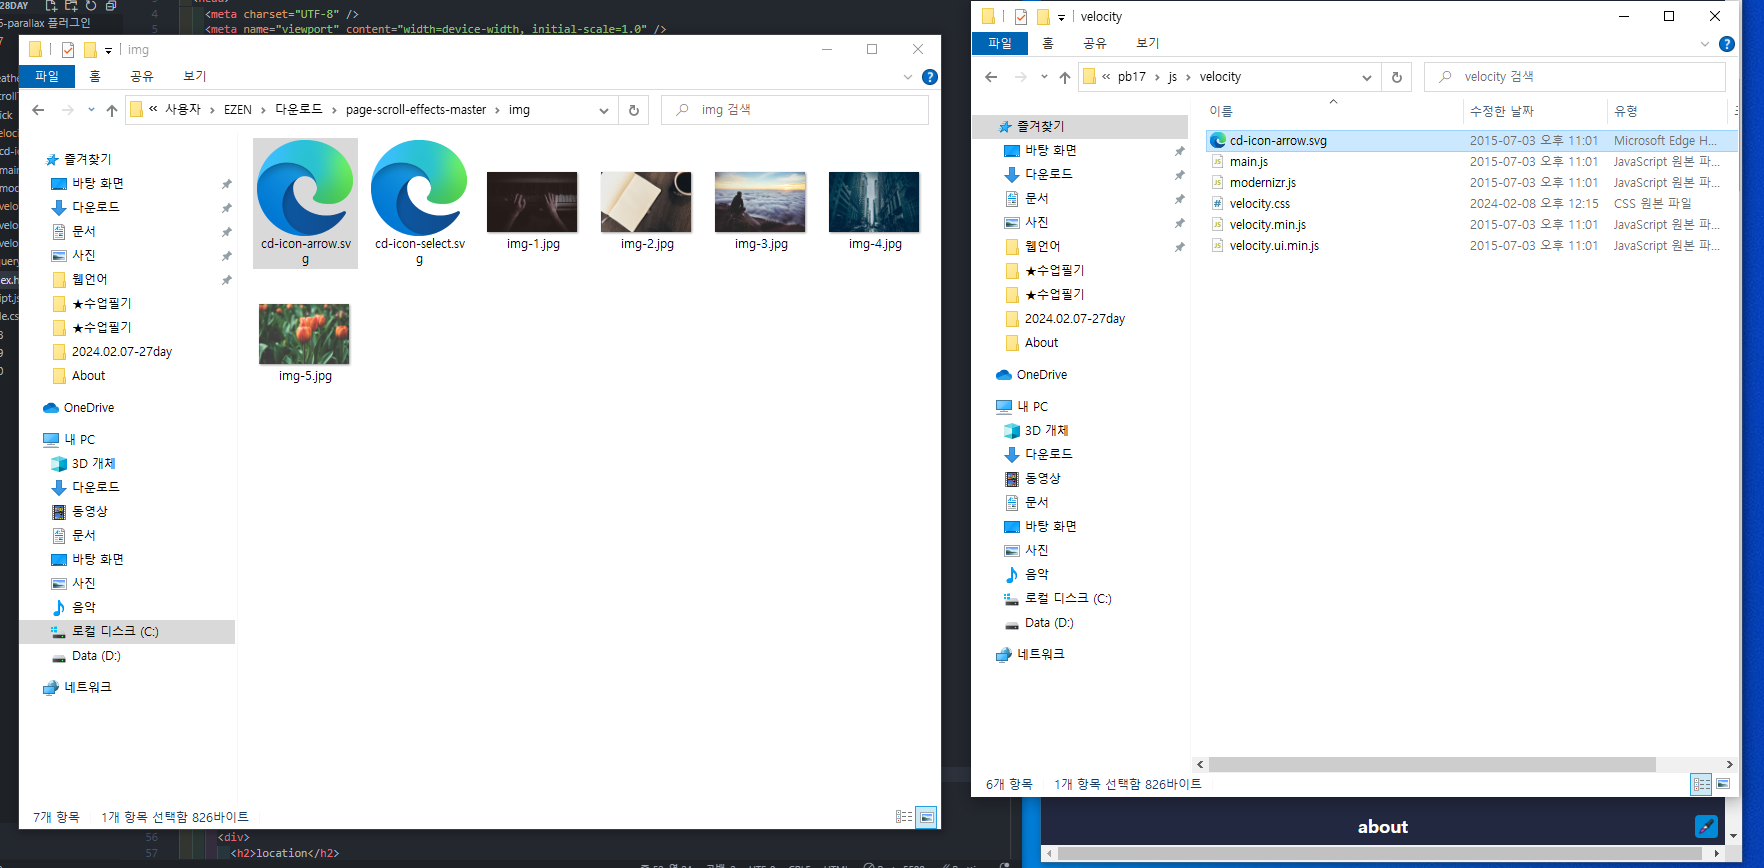 28DAY
<meta charset="UTF-8" />
<meta name="viewport" content="width=device-width, initial-scale=1.0" />
4
5
5-parallax 플러그인
img
파일
홈
공유
보기
사용자 > EZEN > 다운로드 > page-scroll-effects-master > img
img 검색
즐겨찾기
바탕 화면
다운로드
문서
사진
웹언어
★수업필기
★수업필기
2024.02.07-27day
About
OneDrive
내 PC
3D 개체
다운로드
동영상
문서
바탕 화면
사진
음악
로컬 디스크 (C:)
Data (D:)
네트워크
cd-icon-arrow.sv
g
cd-icon-select.sv
g
img-1.jpg
img-2.jpg
img-3.jpg
img-4.jpg
img-5.jpg
7개 항목
1개 항목 선택함 826바이트
56 <div>
57 <h2>location</h2>
velocity
파일
홈
공유
보기
« pb17 > js > velocity
velocity 검색
즐겨찾기
바탕 화면
다운로드
문서
사진
웹언어
★수업필기
★수업필기
2024.02.07-27day
About
OneDrive
내 PC
3D 개체
다운로드
동영상
문서
바탕 화면
사진
음악
로컬 디스크 (C:)
Data (D:)
네트워크
이름 수정한 날짜 유형
cd-icon-arrow.svg 2015-07-03 오후 11:01 Microsoft Edge H...
main.js 2015-07-03 오후 11:01 JavaScript 원본 파...
modernizr.js 2015-07-03 오후 11:01 JavaScript 원본 파...
velocity.css 2024-02-08 오후 12:15 CSS 원본 파일
velocity.min.js 2015-07-03 오후 11:01 JavaScript 원본 파...
velocity.ui.min.js 2015-07-03 오후 11:01 JavaScript 원본 파...
6개 항목
1개 항목 선택함 826바이트
about